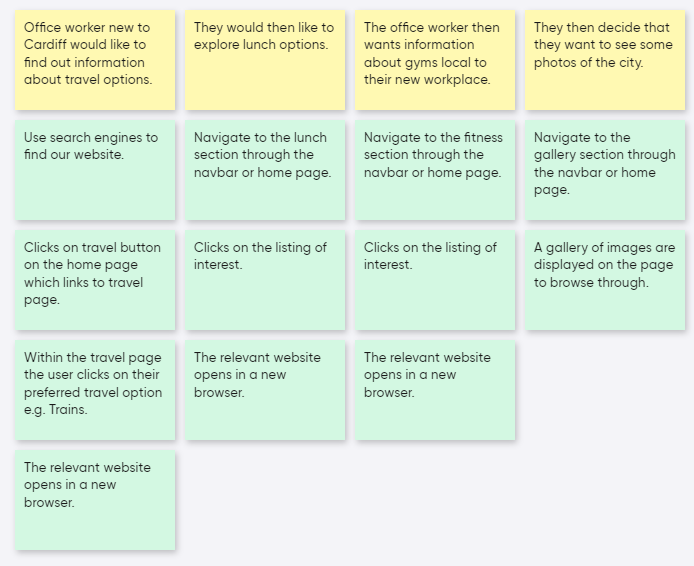 Office worker new to
Cardiff would like to
find out information
about travel options.
They would then like to
explore lunch options.
The office worker then
wants information
about gyms local to
their new workplace.
They then decide that
they want to see some
photos of the city.
Use search engines to
find our website.
Navigate to the lunch
section through the
navbar or home page.
Navigate to the fitness
section through the
navbar or home page.
Navigate to the
gallery section through
the navbar or home
page.
Clicks on travel button
on the home page
which links to travel
page.
Clicks on the listing of
interest.
Clicks on the listing of
interest.
A gallery of images are
displayed on the page
to browse through.
Within the travel page
the user clicks on their
preferred travel option
e.g. Trains.
The relevant website
opens in a new
browser.
The relevant website
opens in a new
browser.
The relevant website
opens in a new
browser.